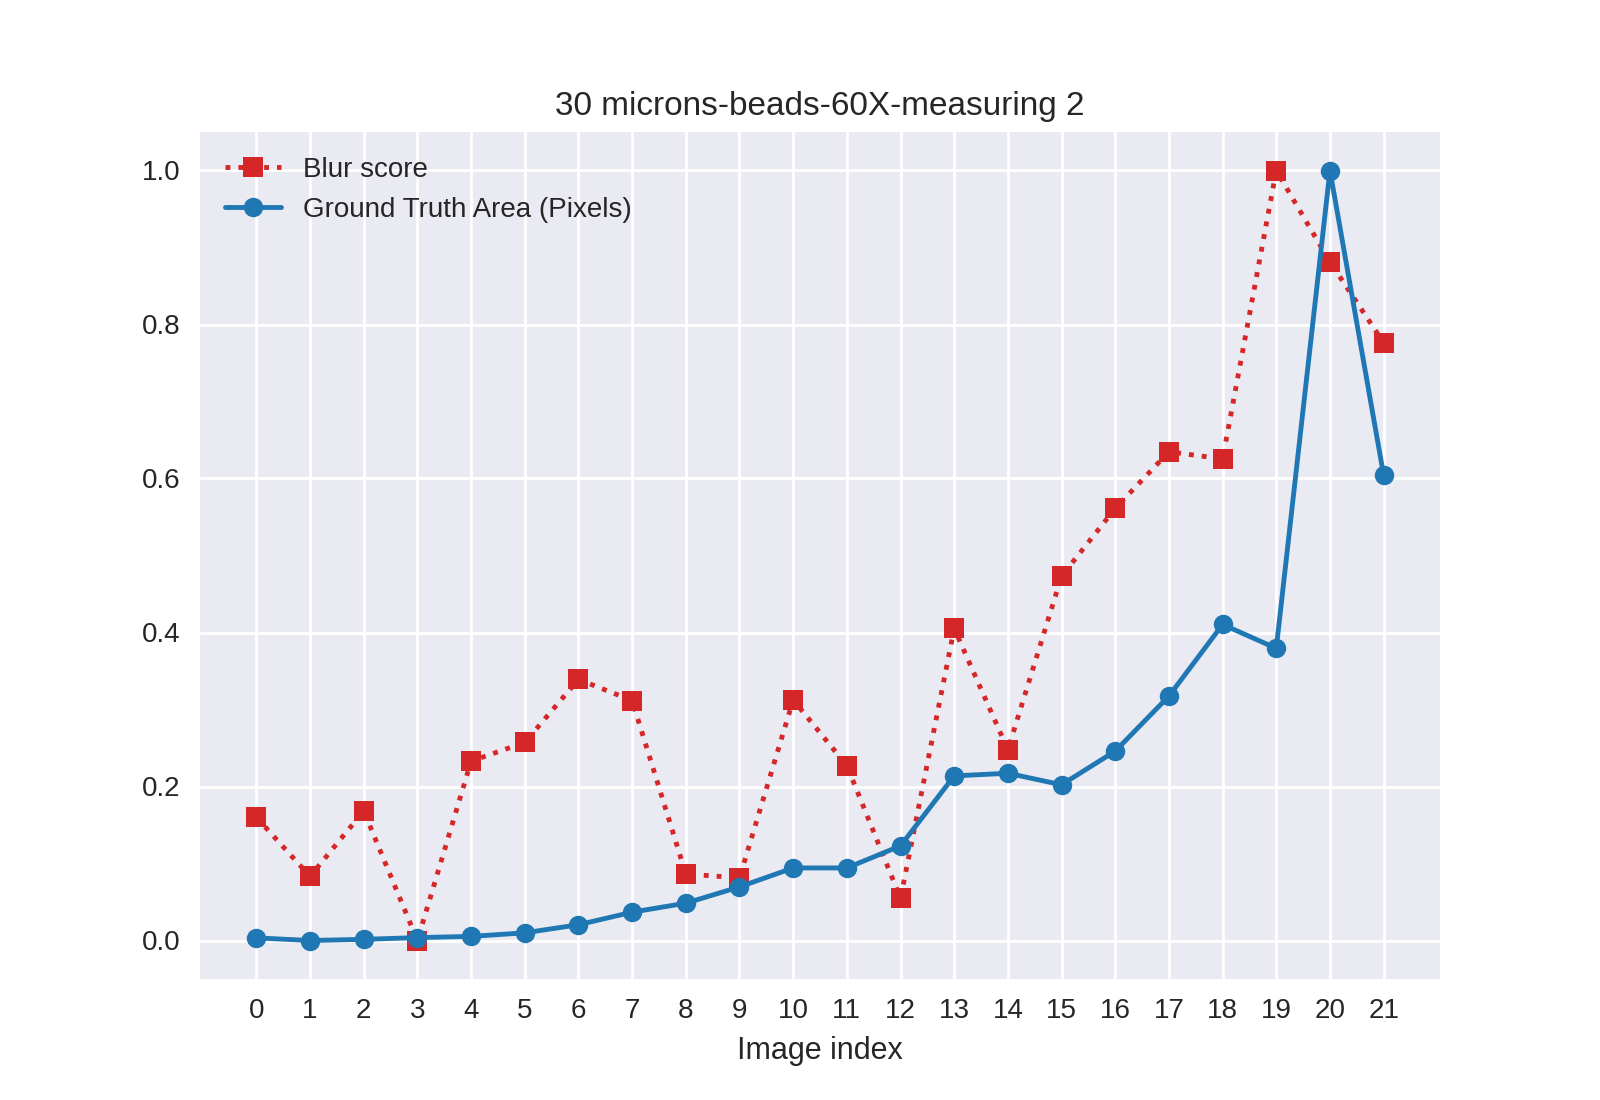 30 microns-beads-60X-measuring 2
Blur score
Ground Truth Area (Pixels)
1.0
0.8
0.6
0.4
0.2
0.0
0 1 2 3 4 5 6 7 8 9 10 11 12 13 14 15 16 17 18 19 20 21
Image index